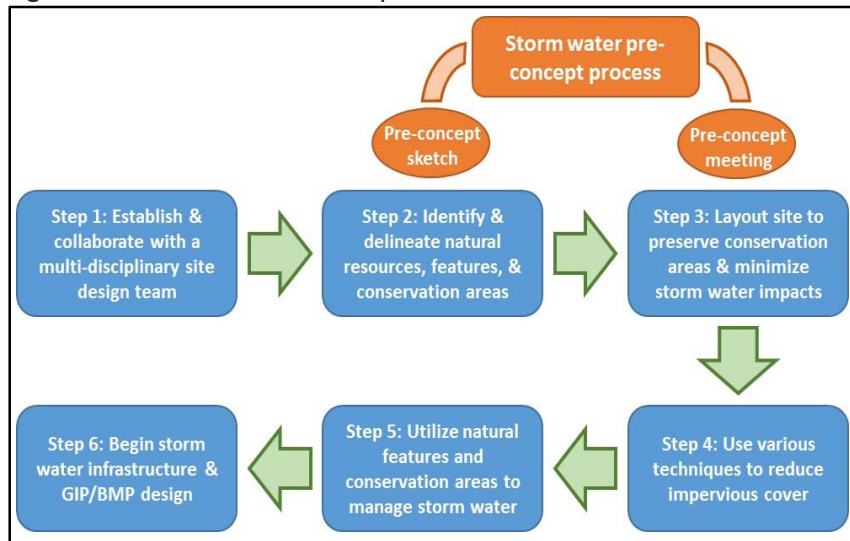 Storm water pre-
concept process
Pre-concept
sketch
Pre-concept
meeting
Step 1: Establish &
collaborate with a
multi-disciplinary site
design team
Step 2: Identify &
delineate natural
resources, features, &
conservation areas
Step 3: Layout site to
preserve conservation
areas & minimize
storm water impacts
Step 4: Use various
techniques to reduce
impervious cover
Step 5: Utilize natural
features and
conservation areas to
manage storm water
Step 6: Begin storm
water infrastructure &
GIP/BMP design